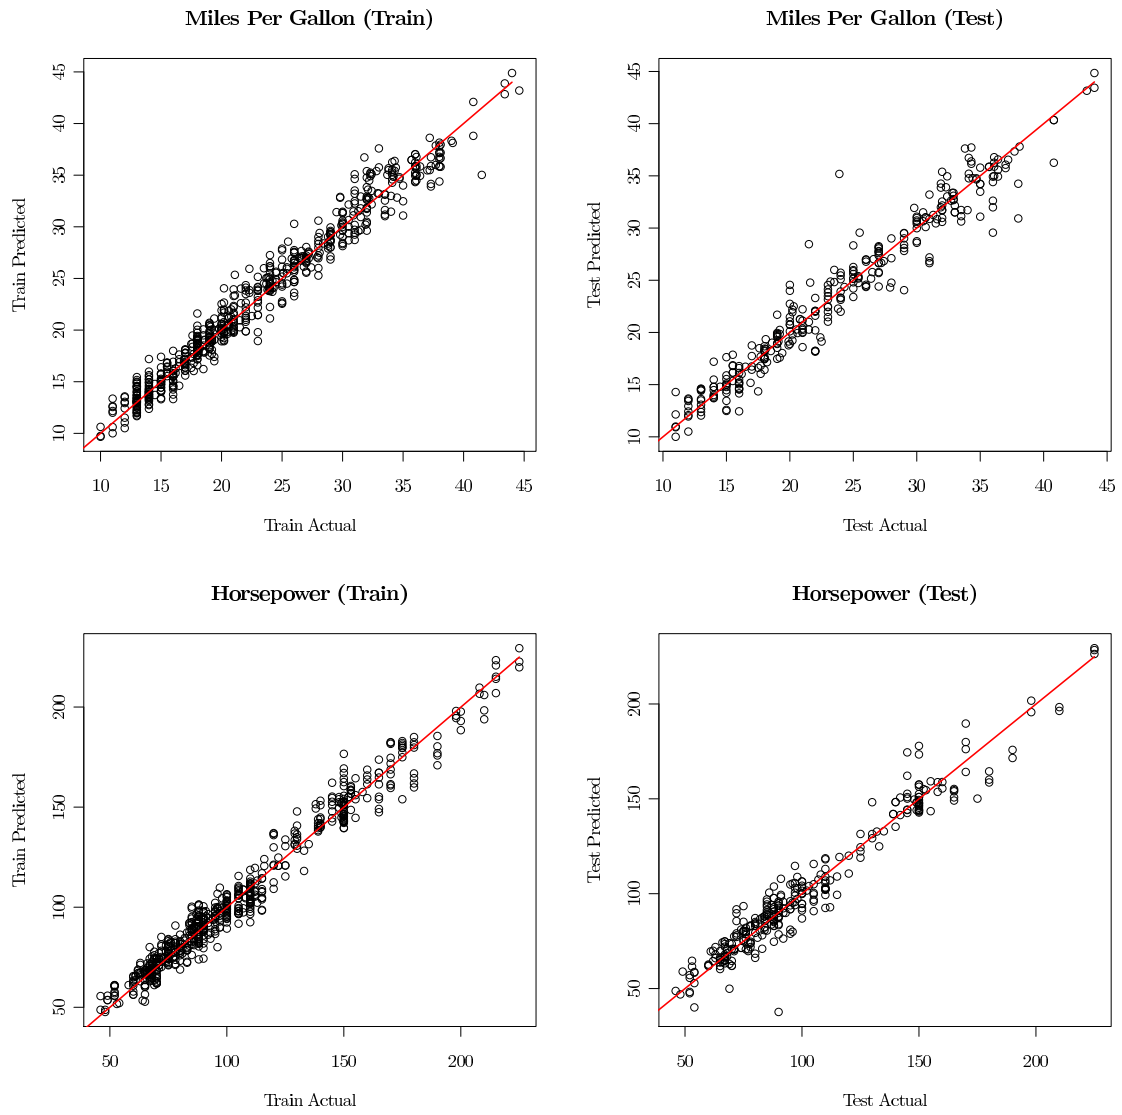 Miles Per Gallon (Train)
Train Predicted
45
40
35
30
25
20
15
10
10 15 20 25 30 35 40 45
Train Actual
Miles Per Gallon (Test)
Test Predicted
45
40
35
30
25
20
15
10
10 15 20 25 30 35 40 45
Test Actual
Horsepower (Train)
Train Predicted
200
150
100
50
50 100 150 200
Train Actual
Horsepower (Test)
Test Predicted
200
150
100
50
50 100 150 200
Test Actual